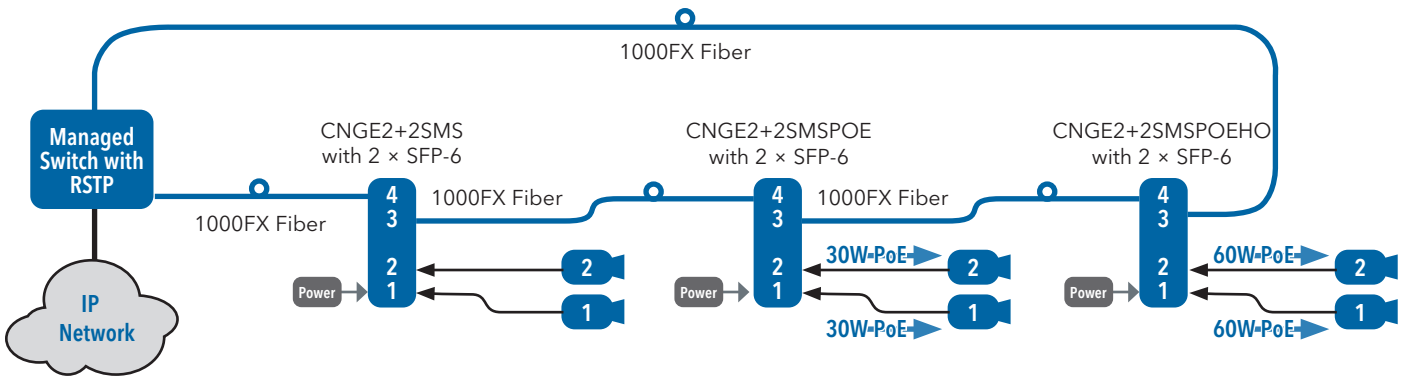 1000FX Fiber
Managed
Switch with
RSTP
IP
Network
1000FX Fiber
CNGE2+2SMS
with 2 × SFP-6
4
3
2
1
Power
2
1
1000FX Fiber
CNGE2+2SMSPOE
with 2 × SFP-6
4
3
2
1
Power
30W-PoE
2
1
30W-PoE
1000FX Fiber
CNGE2+2SMSPOEHO
with 2 × SFP-6
4
3
2
1
Power
60W-PoE
2
1
60W-PoE